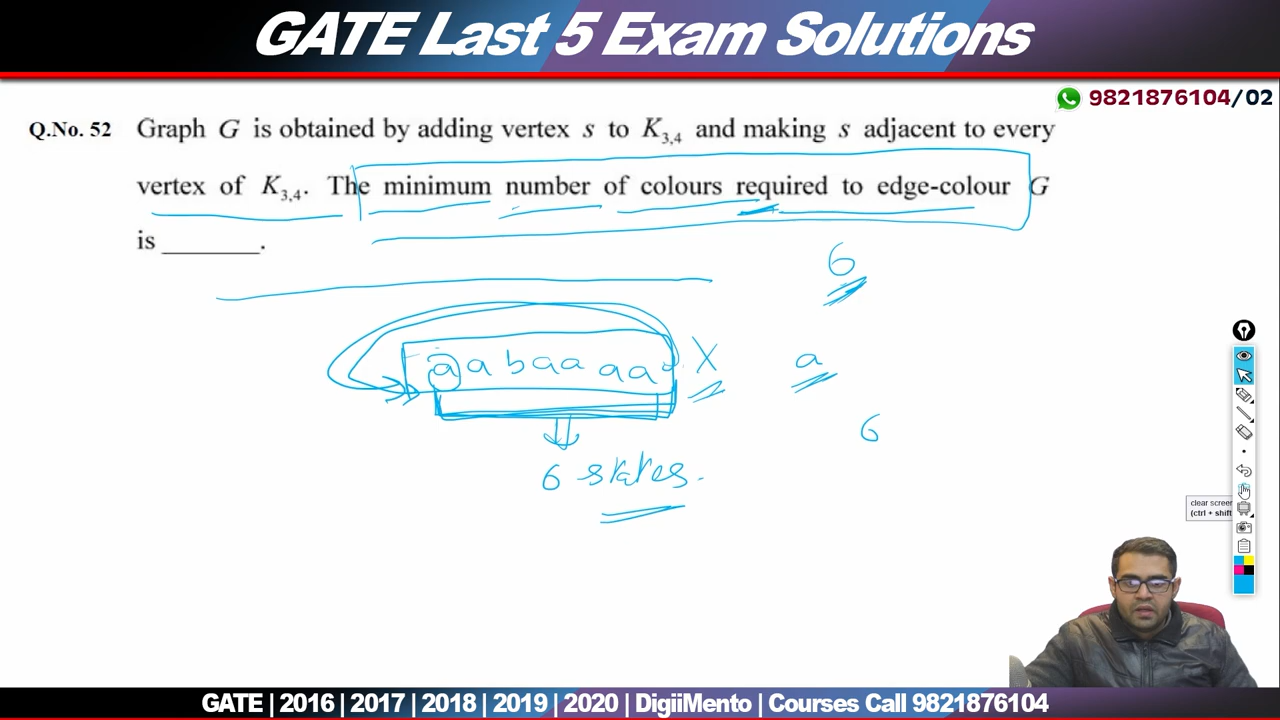 GATE Last 5 Exam Solutions
9821876104/02
Q.No. 52 Graph G is obtained by adding vertex s to K3,4 and making s adjacent to every
vertex of K3,4. The minimum number of colours required to edge-colour G
is ________.
6
a a b a a a a X a
6
6 states.
clear screen
(ctrl + shift
GATE | 2016 | 2017 | 2018 | 2019 | 2020 | DigiiMento | Courses Call 9821876104